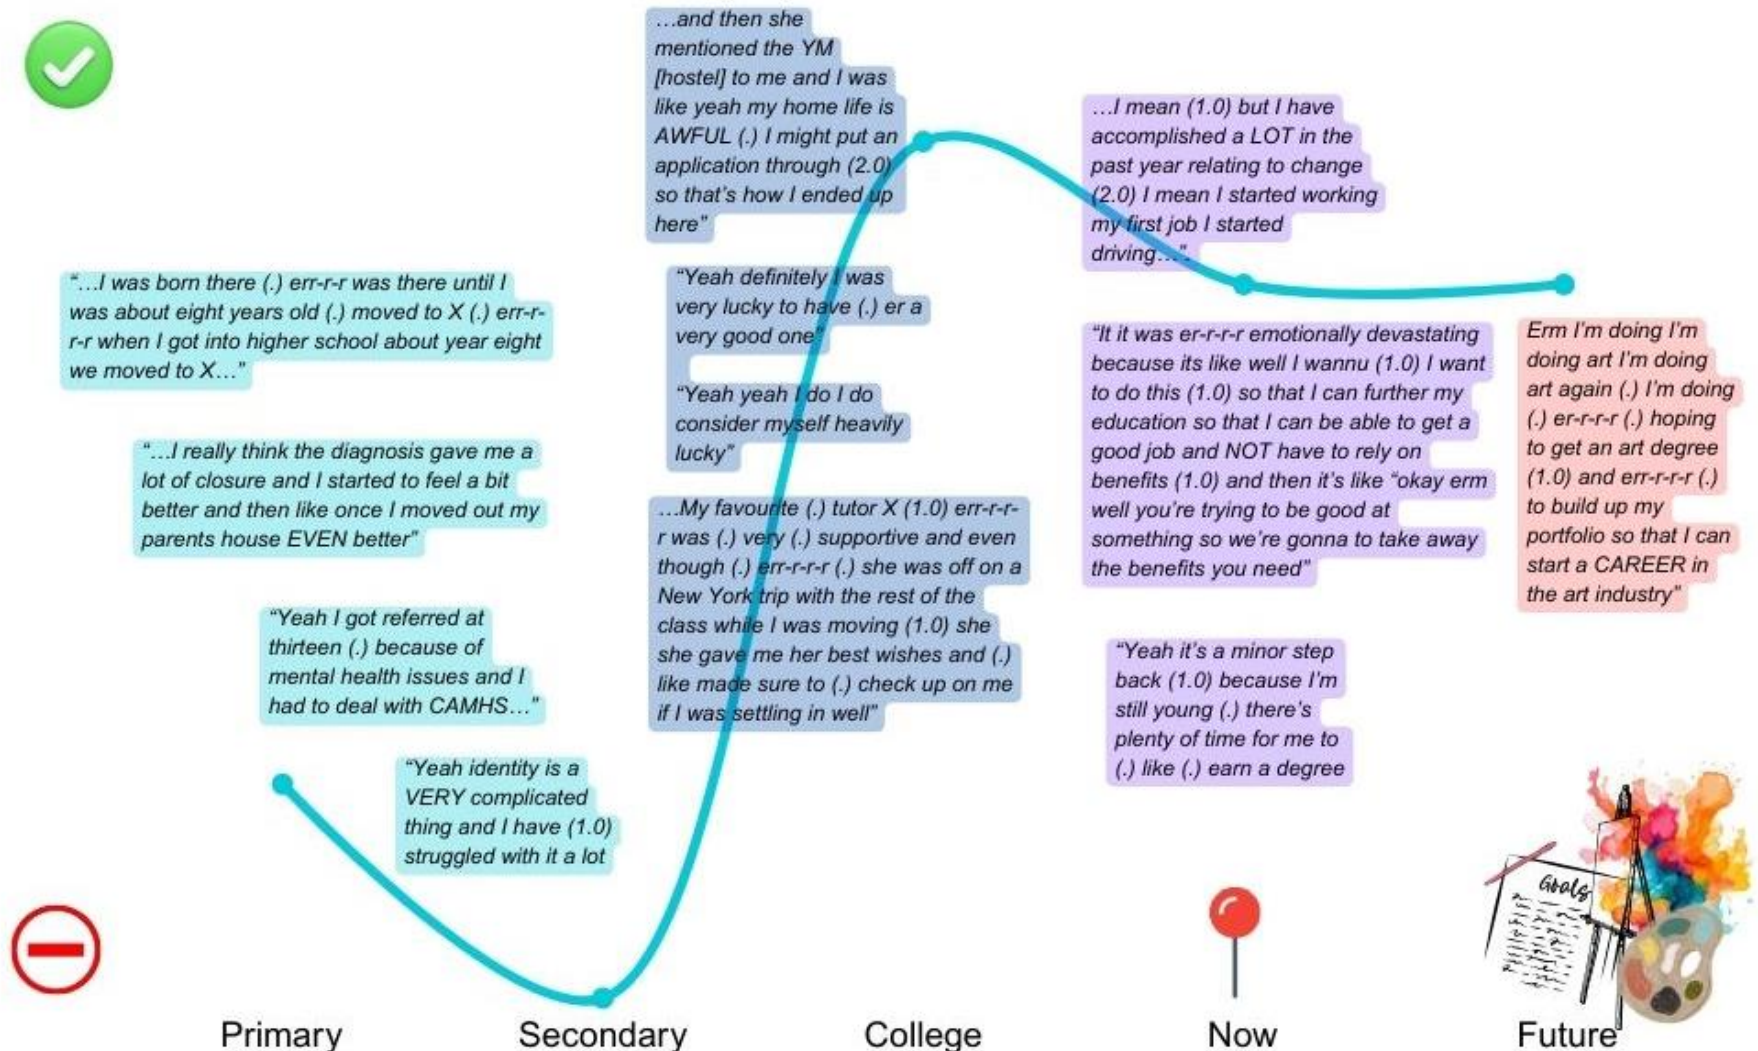 “…I was born there (.) err-r-r was there until I
was about eight years old (.) moved to X (.) err-r-
r-r when I got into higher school about year eight
we moved to X…”
“…I really think the diagnosis gave me a
lot of closure and I started to feel a bit
better and then like once I moved out my
parents house EVEN better”
“Yeah I got referred at
thirteen (.) because of
mental health issues and I
had to deal with CAMHS…”
“Yeah identity is a
VERY complicated
thing and I have (1.0)
struggled with it a lot
…and then she
mentioned the YM
[hostel] to me and I was
like yeah my home life is
AWFUL (.) I might put an
application through (2.0)
so that’s how I ended up
here”
“Yeah definitely I was
very lucky to have (.) er a
very good one”
“Yeah yeah I do I do
consider myself heavily
lucky”
…My favourite (.) tutor X (1.0) err-r-r-
r was (.) very (.) supportive and even
though (.) err-r-r-r (.) she was off on a
New York trip with the rest of the
class while I was moving (1.0) she
she gave me her best wishes and (.)
like made sure to (.) check up on me
if I was settling in well”
…I mean (1.0) but I have
accomplished a LOT in the
past year relating to change
(2.0) I mean I started working
my first job I started
driving…”.
“It it was er-r-r-r emotionally devastating
because its like well I wannu (1.0) I want
to do this (1.0) so that I can further my
education so that I can be able to get a
good job and NOT have to rely on
benefits (1.0) and then it’s like “okay erm
well you’re trying to be good at
something so we’re gonna to take away
the benefits you need”
“Yeah it’s a minor step
back (1.0) because I’m
still young (.) there’s
plenty of time for me to
(.) like (.) earn a degree
Erm I’m doing I’m
doing art I’m doing
art again (.) I’m doing
(.) er-r-r-r (.) hoping
to get an art degree
(1.0) and err-r-r-r (.)
to build up my
portfolio so that I can
start a CAREER in
the art industry”
Goals
Primary
Secondary
College
Now
Future